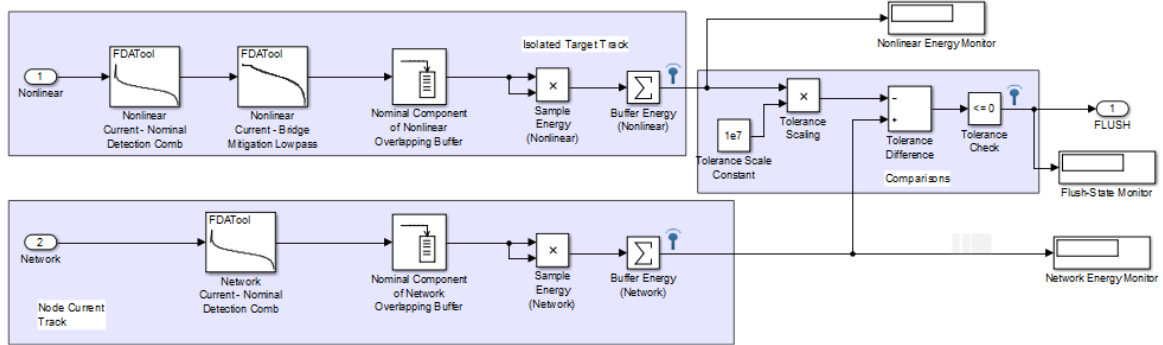 Isolated Target Track
FDATool
FDATool
1
Nonlinear
Nonlinear
Current - Nominal
Detection Comb
Nonlinear
Current - Bridge
Mitigation Lowpass
Nominal Component
of Nonlinear
Overlapping Buffer
×
Sample
Energy
(Nonlinear)
Σ
Buffer Energy
(Nonlinear)
Nonlinear Energy Monitor
1e7
Tolerance Scale
Constant
×
Tolerance
Scaling
−
+
Tolerance
Difference
<= 0
Tolerance
Check
Comparisons
1
FLUSH
Flush-State Monitor
FDATool
2
Network
Network
Current - Nominal
Detection Comb
Nominal Component
of Network
Overlapping Buffer
×
Sample
Energy
(Network)
Σ
Buffer Energy
(Network)
Network Energy Monitor
Node Current
Track